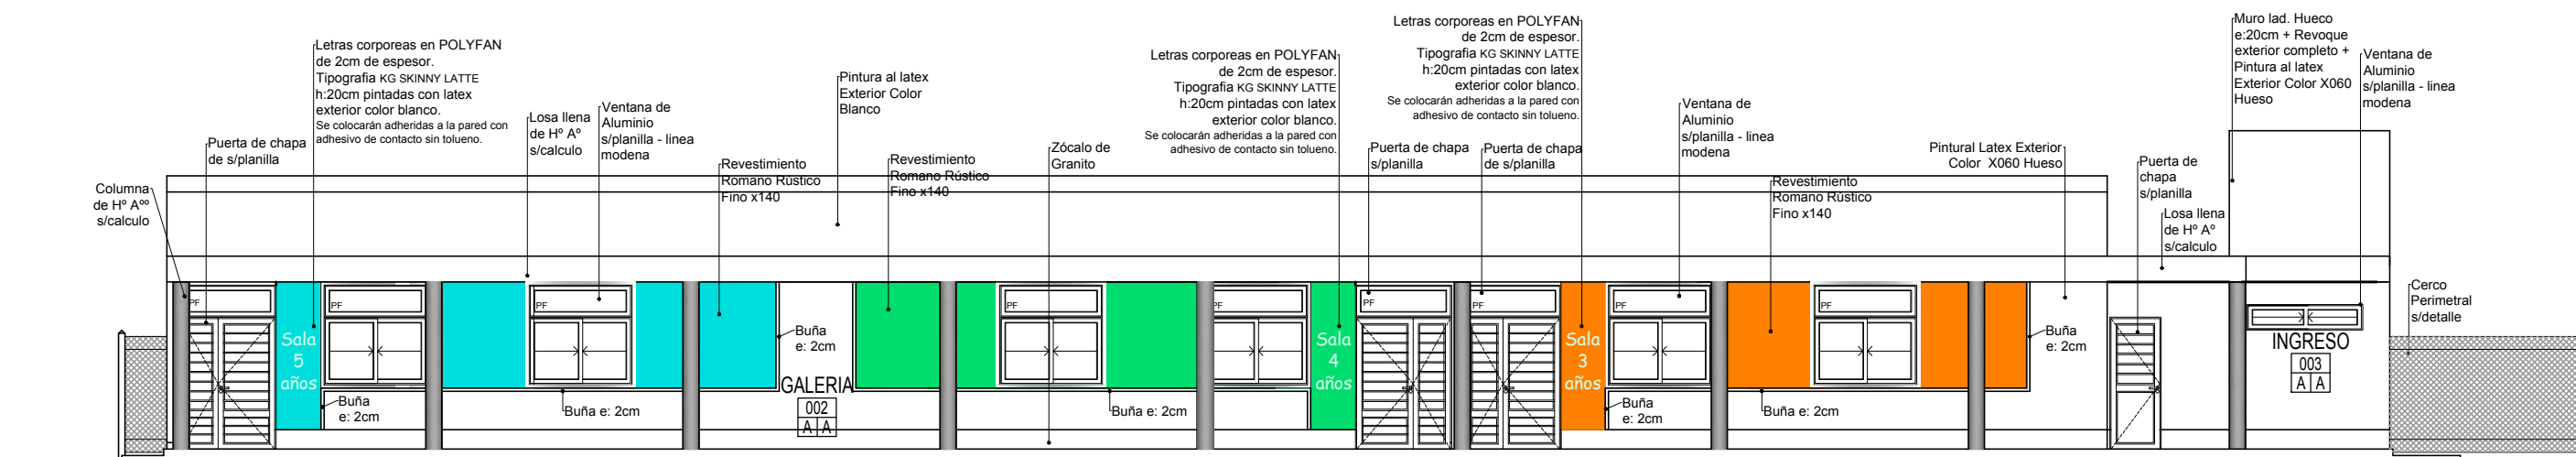 Columna
de Hº Aºº
s/calculo
Puerta de chapa
de s/planilla
Letras corporeas en POLYFAN
de 2cm de espesor.
Tipografia KG SKINNY LATTE
h:20cm pintadas con latex
exterior color blanco.
Se colocarán adheridas a la pared con
adhesivo de contacto sin tolueno.
Losa llena
de Hº Aº
s/calculo
Ventana de
Aluminio
s/planilla - linea
modena
Revestimiento
Romano Rústico
Fino x140
Pintura al latex
Exterior Color
Blanco
Revestimiento
Romano Rústico
Fino x140
Zócalo de
Granito
Letras corporeas en POLYFAN
de 2cm de espesor.
Tipografia KG SKINNY LATTE
h:20cm pintadas con latex
exterior color blanco.
Se colocarán adheridas a la pared con
adhesivo de contacto sin tolueno.
Puerta de chapa
s/planilla
Letras corporeas en POLYFAN
de 2cm de espesor.
Tipografia KG SKINNY LATTE
h:20cm pintadas con latex
exterior color blanco.
Se colocarán adheridas a la pared con
adhesivo de contacto sin tolueno.
Puerta de chapa
de s/planilla
Ventana de
Aluminio
s/planilla - linea
modena
Revestimiento
Romano Rústico
Fino x140
Pintural Latex Exterior
Color X060 Hueso
Puerta de
chapa
s/planilla
Losa llena
de Hº Aº
s/calculo
Muro lad. Hueco
e:20cm + Revoque
exterior completo +
Pintura al latex
Exterior Color X060
Hueso
Ventana de
Aluminio
s/planilla - linea
modena
Cerco
Perimetral
s/detalle
PF
PF
PF
PF
PF
PF
PF
PF
PF
Sala
5
años
Buña
e: 2cm
Buña e: 2cm
Buña
e: 2cm
GALERIA
002
A A
Buña e: 2cm
Sala
4
años
Sala
3
años
Buña
e: 2cm
Buña e: 2cm
Buña
e: 2cm
INGRESO
003
A A